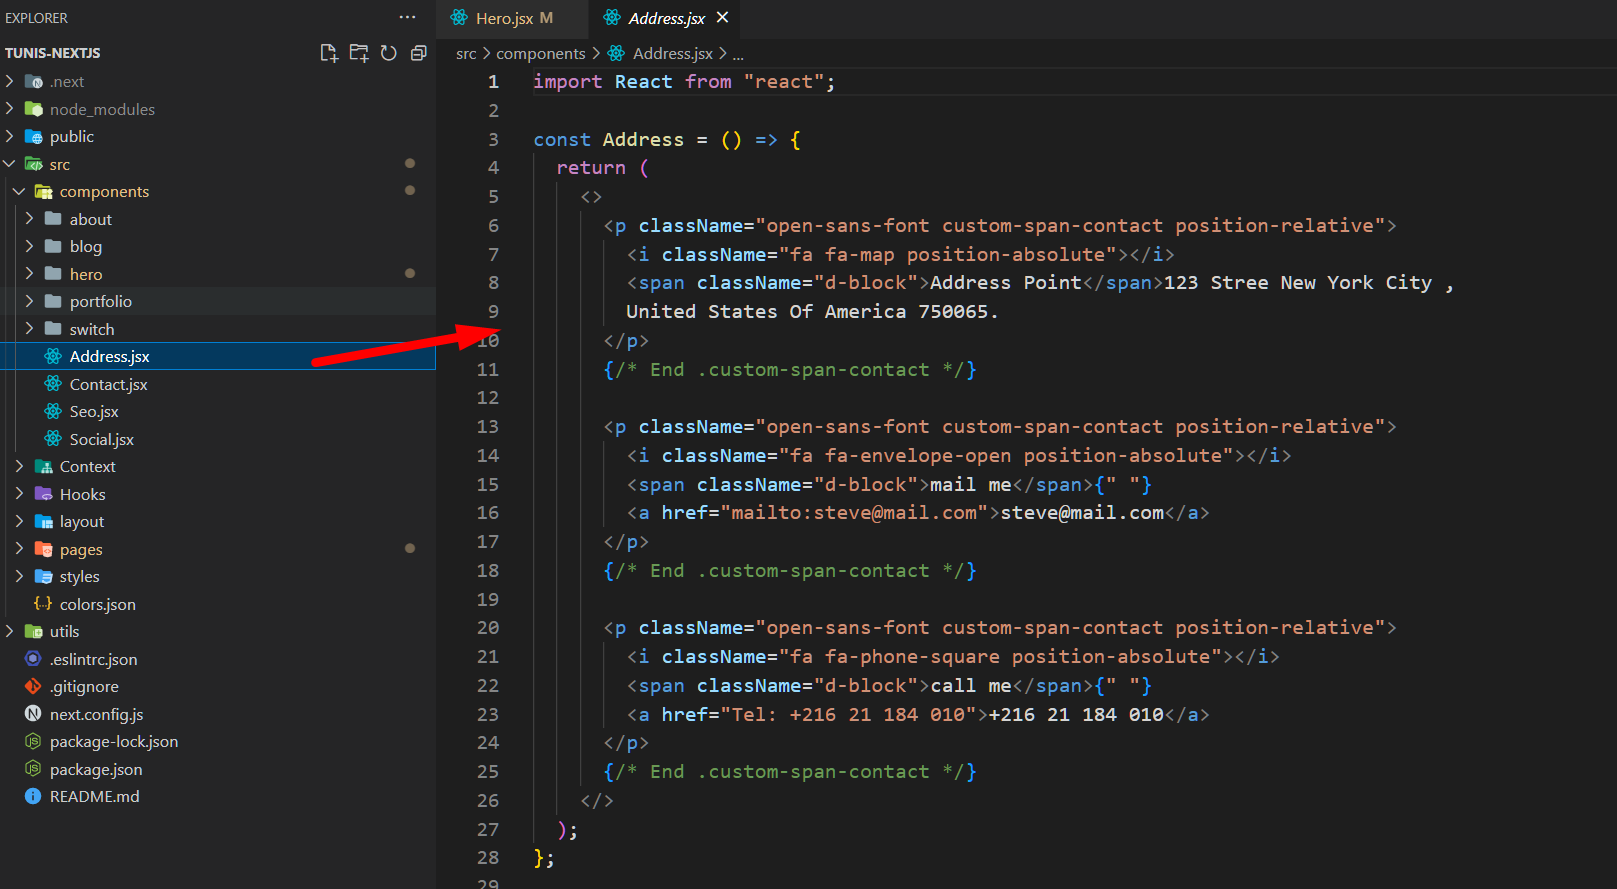 EXPLORER
TUNIS-NEXTJS
.next
node_modules
public
src
components
about
blog
hero
portfolio
switch
Address.jsx
Contact.jsx
Seo.jsx
Social.jsx
Context
Hooks
layout
pages
styles
colors.json
utils
.eslintrc.json
.gitignore
next.config.js
package-lock.json
package.json
README.md
Hero.jsx M
Address.jsx
src > components > Address.jsx > ...
1 import React from "react";
2
3 const Address = () => {
4 return (
5 <>
6 <p className="open-sans-font custom-span-contact position-relative">
7 <i className="fa fa-map position-absolute"></i>
8 <span className="d-block">Address Point</span>123 Stree New York City ,
9 United States Of America 750065.
10 </p>
11 {/* End .custom-span-contact */}
12
13 <p className="open-sans-font custom-span-contact position-relative">
14 <i className="fa fa-envelope-open position-absolute"></i>
15 <span className="d-block">mail me</span>{" "}
16 <a href="mailto:steve@mail.com">steve@mail.com</a>
17 </p>
18 {/* End .custom-span-contact */}
19
20 <p className="open-sans-font custom-span-contact position-relative">
21 <i className="fa fa-phone-square position-absolute"></i>
22 <span className="d-block">call me</span>{" "}
23 <a href="Tel: +216 21 184 010">+216 21 184 010</a>
24 </p>
25 {/* End .custom-span-contact */}
26 </>
27 );
28 };
29